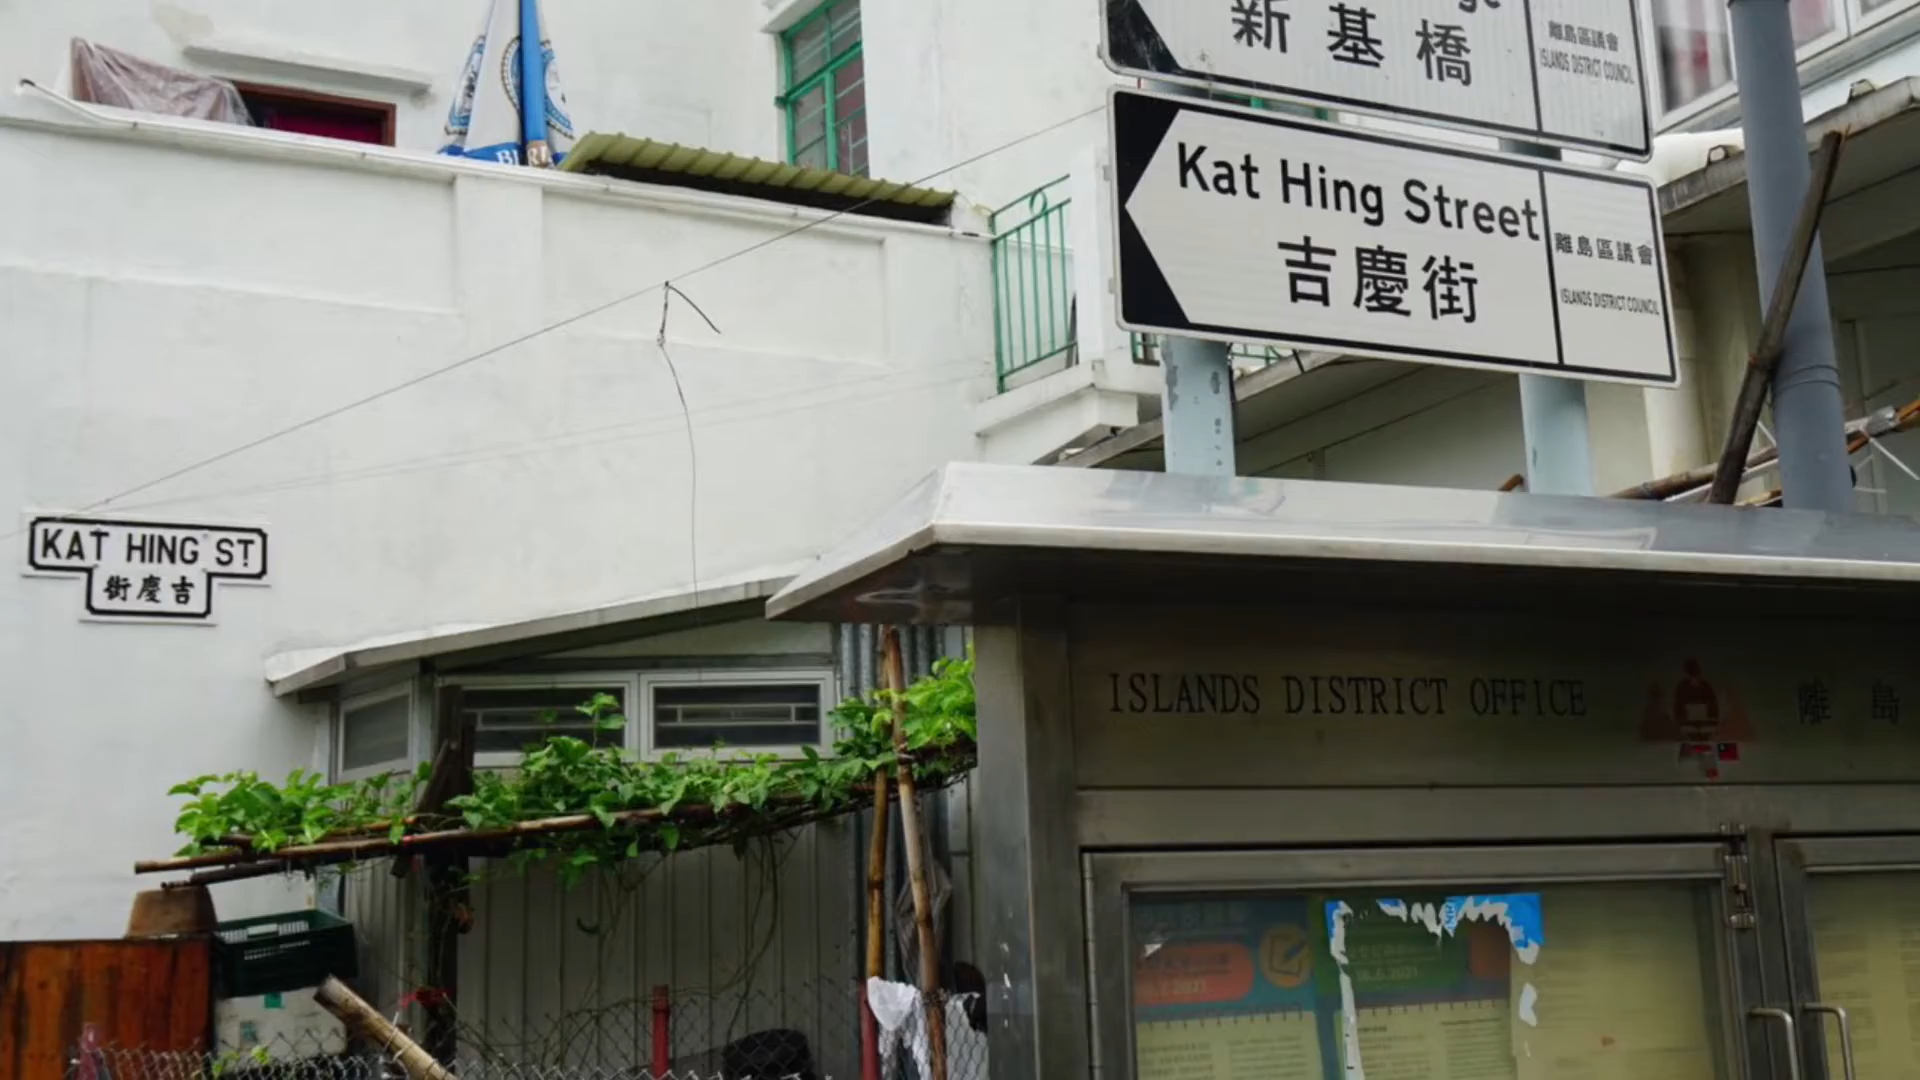 新基橋
離島區議會
ISLANDS DISTRICT COUNCIL
Kat Hing Street
吉慶街
離島區議會
ISLANDS DISTRICT COUNCIL
KAT HING ST
街慶吉
ISLANDS DISTRICT OFFICE
離島